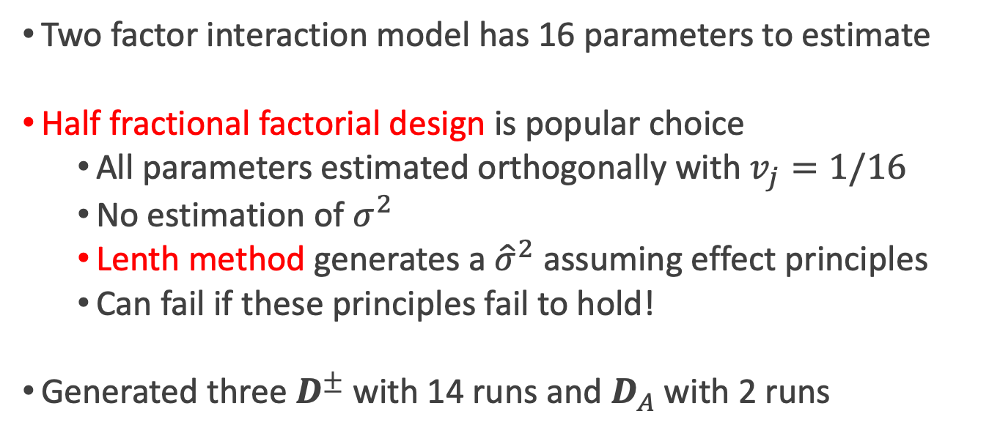 • Two factor interaction model has 16 parameters to estimate
• Half fractional factorial design is popular choice
• All parameters estimated orthogonally with $v_j = 1/16$
• No estimation of $\sigma^2$
• Lenth method generates a $\hat{\sigma}^2$ assuming effect principles
• Can fail if these principles fail to hold!
• Generated three $\boldsymbol{D}^{\pm}$ with 14 runs and $\boldsymbol{D}_A$ with 2 runs